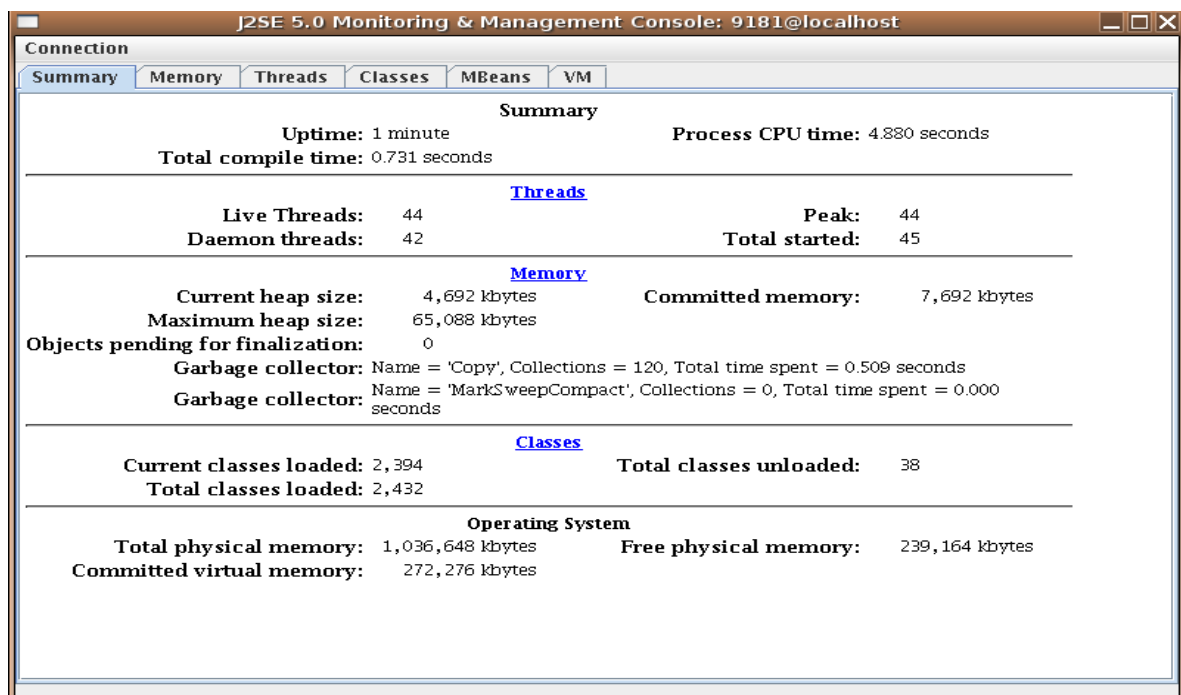 J2SE 5.0 Monitoring & Management Console: 9181@localhost
Connection
Summary Memory Threads Classes MBeans VM
Summary
Uptime: 1 minute Process CPU time: 4.880 seconds
Total compile time: 0.731 seconds
Threads
Live Threads: 44 Peak: 44
Daemon threads: 42 Total started: 45
Memory
Current heap size: 4,692 kbytes Committed memory: 7,692 kbytes
Maximum heap size: 65,088 kbytes
Objects pending for finalization: 0
Garbage collector: Name = 'Copy', Collections = 120, Total time spent = 0.509 seconds
Garbage collector: Name = 'MarkSweepCompact', Collections = 0, Total time spent = 0.000
seconds
Classes
Current classes loaded: 2,394 Total classes unloaded: 38
Total classes loaded: 2,432
Operating System
Total physical memory: 1,036,648 kbytes Free physical memory: 239,164 kbytes
Committed virtual memory: 272,276 kbytes